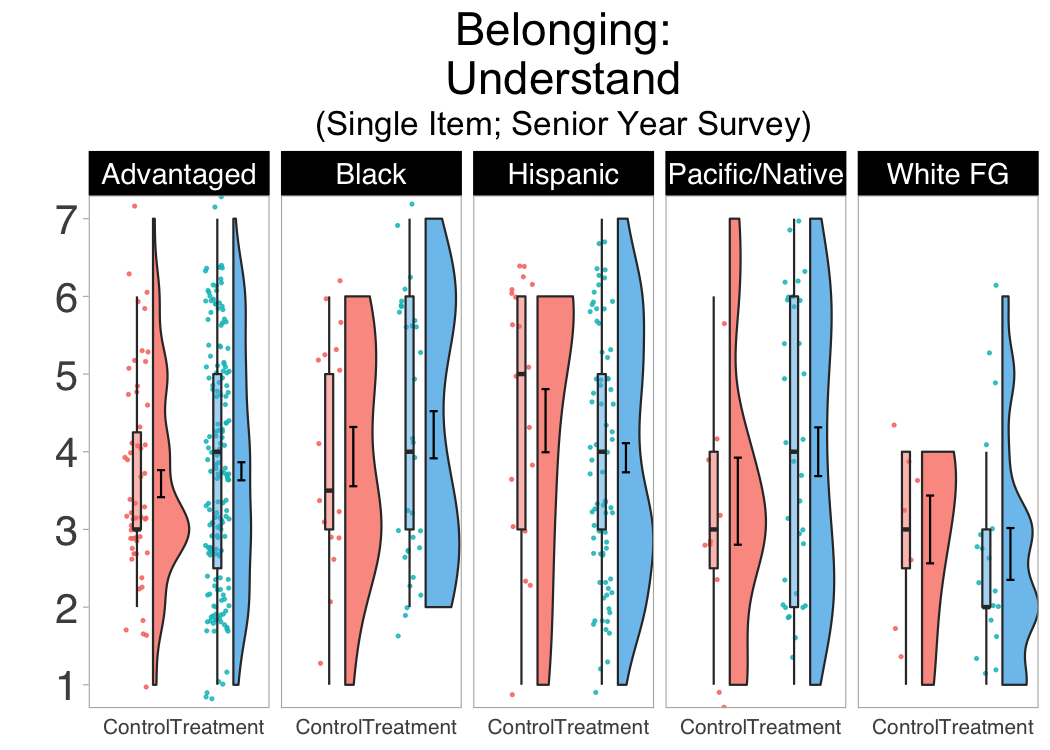 Belonging:
Understand
(Single Item; Senior Year Survey)
Advantaged Black Hispanic Pacific/Native White FG
7
6
5
4
3
2
1
ControlTreatment ControlTreatment ControlTreatment ControlTreatment ControlTreatment